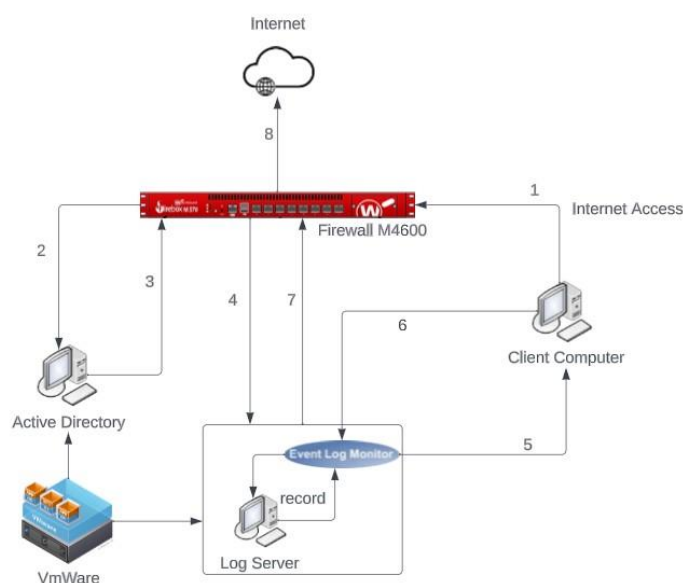 Internet
8
1
Internet Access
Firewall M4600
2
3
4
7
6
Client Computer
Active Directory
Event Log Monitor
5
record
Log Server
VMware
VmWare